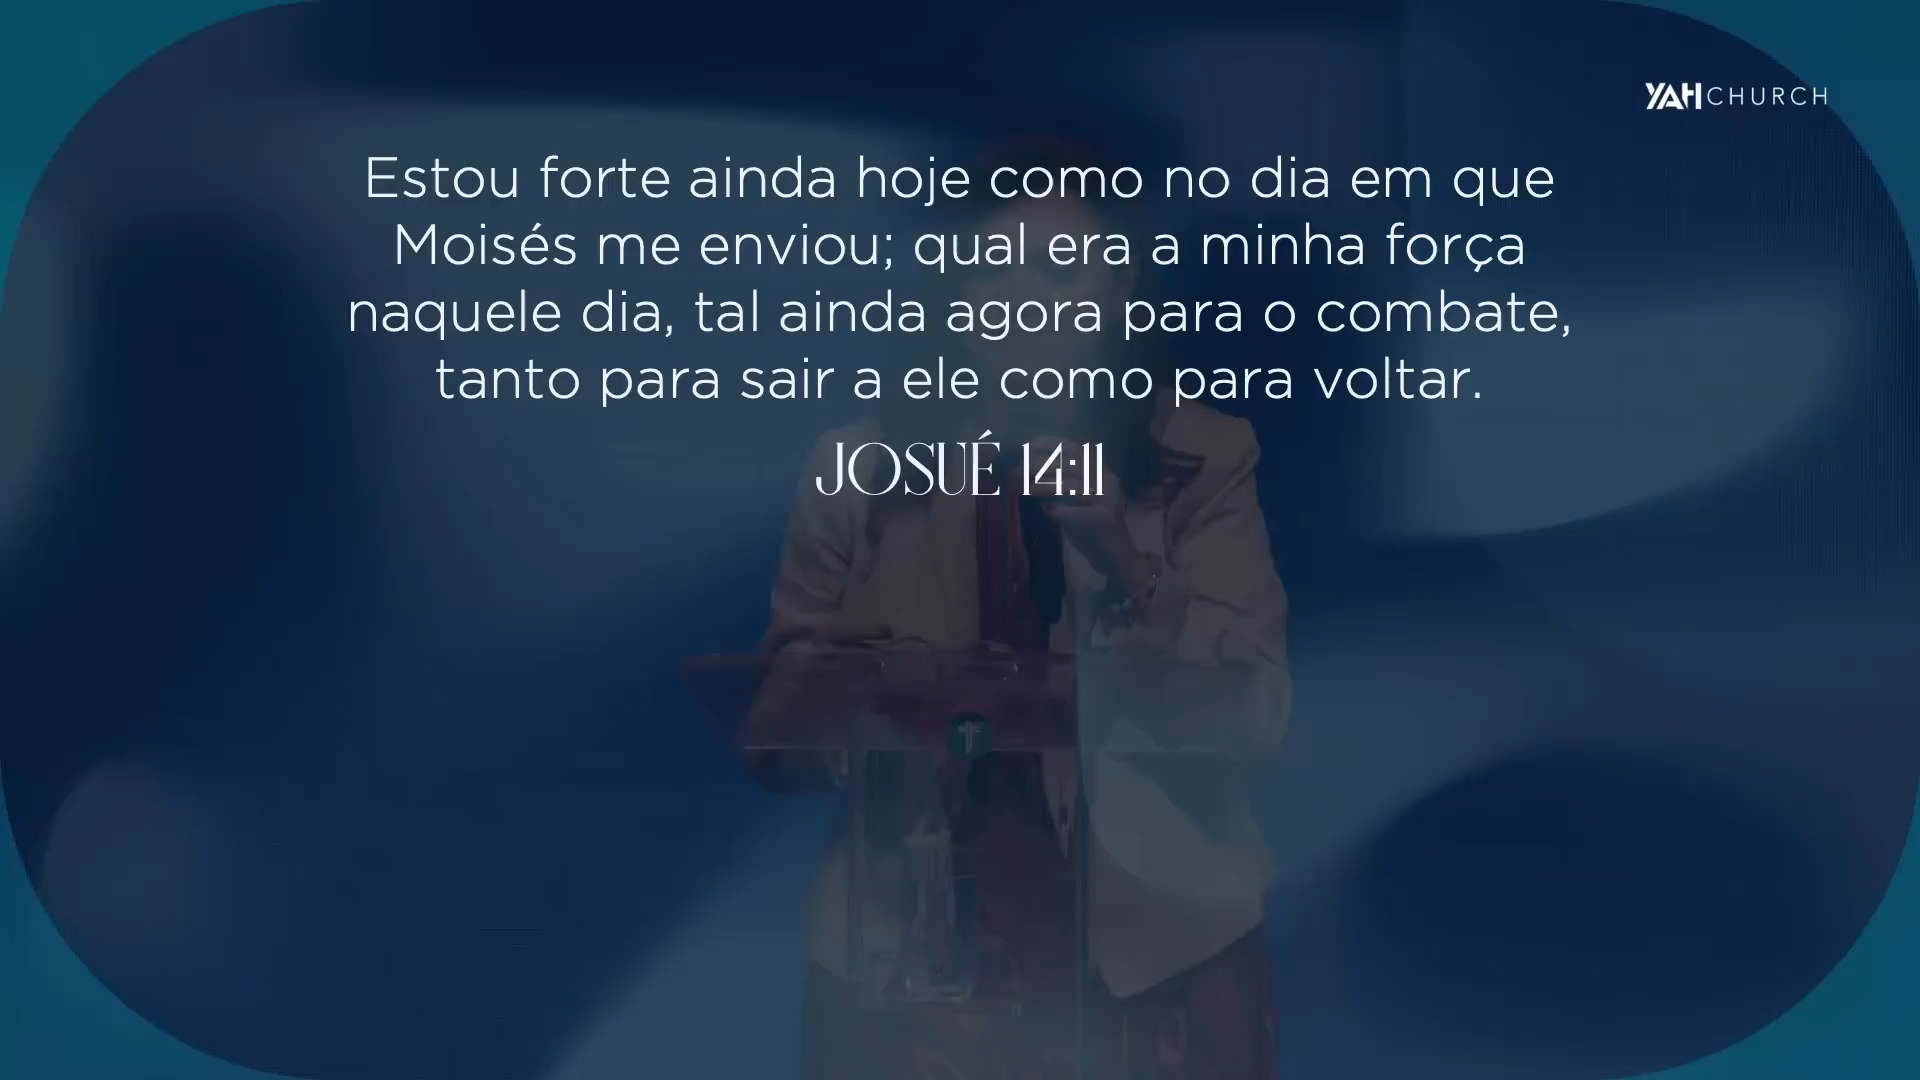 YAHCHURCH
Estou forte ainda hoje como no dia em que
Moisés me enviou; qual era a minha força
naquele dia, tal ainda agora para o combate,
tanto para sair a ele como para voltar.
JOSUÉ 14:11